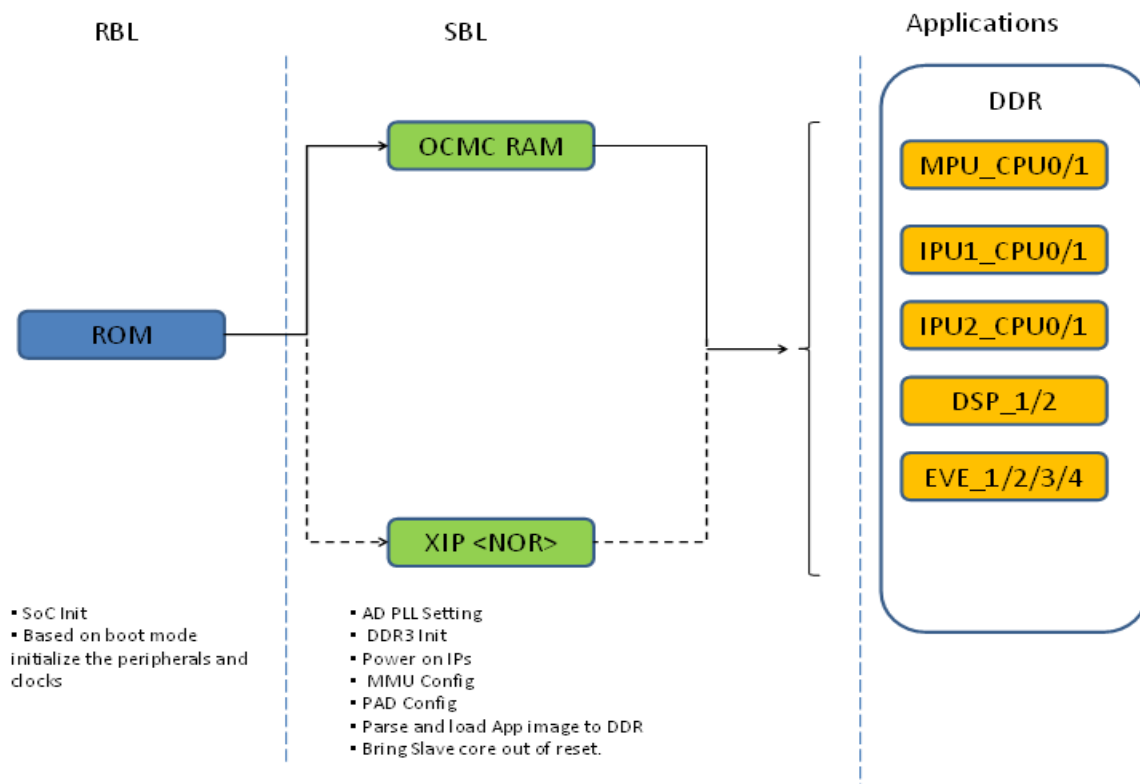 RBL
SBL
Applications
DDR
OCMC RAM
MPU_CPU0/1
IPU1_CPU0/1
ROM
IPU2_CPU0/1
DSP_1/2
EVE_1/2/3/4
XIP <NOR>
▪ SoC Init
▪ Based on boot mode
initialize the peripherals and
clocks
▪ AD PLL Setting
▪ DDR3 Init
▪ Power on IPs
▪ MMU Config
▪ PAD Config
▪ Parse and load App image to DDR
▪ Bring Slave core out of reset.